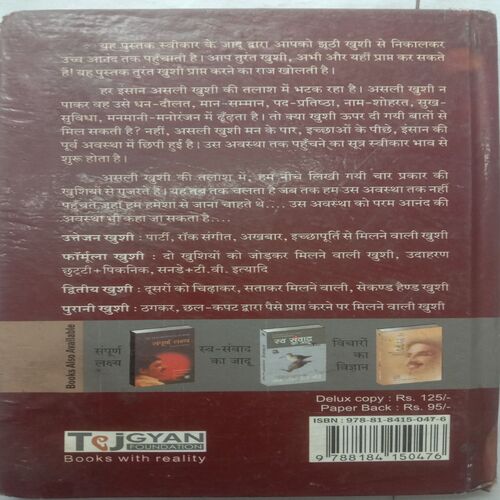 यह पुस्तक स्वीकार के जादू द्वारा आपको झूठी खुशी से निकालकर
उच्च आनंद तक पहुँचाती है। आप तुरंत खुशी, अभी और यहीं प्राप्त कर सकते
हैं! यह पुस्तक तुरंत खुशी प्राप्त करने का राज खोलती है।
हर इंसान असली खुशी की तलाश में भटक रहा है। असली खुशी न
पाकर वह उसे धन-दौलत, मान-सम्मान, पद-प्रतिष्ठा, नाम-शोहरत, सुख-
सुविधा, मनमानी-मनोरंजन में ढूँढ़ता है। तो क्या खुशी ऊपर दी गयी बातों से
मिल सकती है? नहीं, असली खुशी मन के पार, इच्छाओं के पीछे, इंसान की
पूर्व अवस्था में छिपी हुई है। उस अवस्था तक पहुँचने का सूत्र स्वीकार भाव से
शुरू होता है।
असली खुशी की तलाश में, हम नीचे लिखी गयी चार प्रकार की
खुशियों से गुज़रते हैं। यह तब तक चलता है जब तक हम उस अवस्था तक नहीं
पहुँचते जहाँ हम हमेशा से जाना चाहते थे.... उस अवस्था को परम आनंद की
अवस्था भी कहा जा सकता है....
उत्तेजन खुशी : पार्टी, रॉक संगीत, अखबार, इच्छापूर्ति से मिलने वाली खुशी
फॉर्मूला खुशी : दो खुशियों को जोड़कर मिलने वाली खुशी, उदाहरण
छुट्टी+पिकनिक, सनडे+टी.वी. इत्यादि
द्वितीय खुशी : दूसरों को चिढ़ाकर, सताकर मिलने वाली, सेकण्ड हैण्ड खुशी
पुरानी खुशी : ठगकर, छल-कपट द्वारा पैसे प्राप्त करने पर मिलने वाली खुशी
Books Also Available
संपूर्ण
लक्ष्य
संपूर्ण लक्ष्य
स्व-संवाद
का जादू
स्व संवाद
विचारों
का
विज्ञान
Delux copy : Rs. 125/-
Paper Back : Rs. 95/-
ISBN : 978-81-8415-047-6
9 788184 150476
TEJGYAN
FOUNDATION
Books with reality